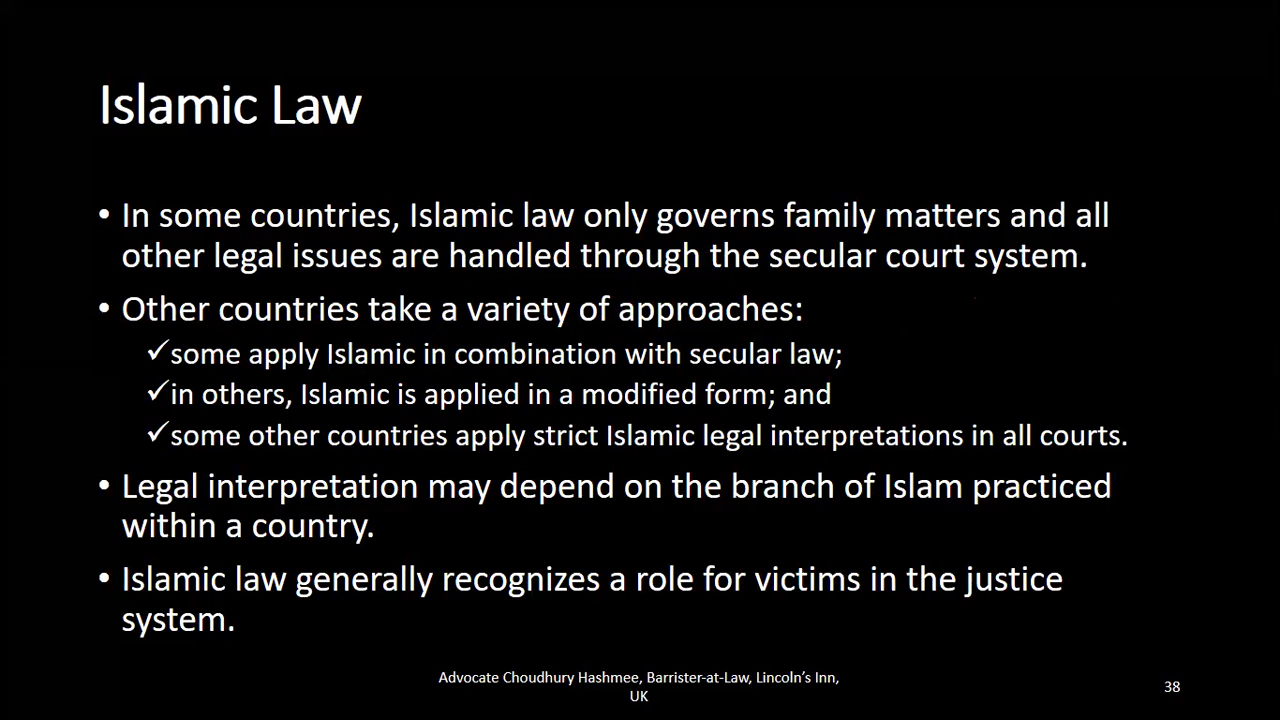 Islamic Law
• In some countries, Islamic law only governs family matters and all
other legal issues are handled through the secular court system.
• Other countries take a variety of approaches:
✓some apply Islamic in combination with secular law;
✓in others, Islamic is applied in a modified form; and
✓some other countries apply strict Islamic legal interpretations in all courts.
• Legal interpretation may depend on the branch of Islam practiced
within a country.
• Islamic law generally recognizes a role for victims in the justice
system.
Advocate Choudhury Hashmee, Barrister-at-Law, Lincoln’s Inn,
UK
38